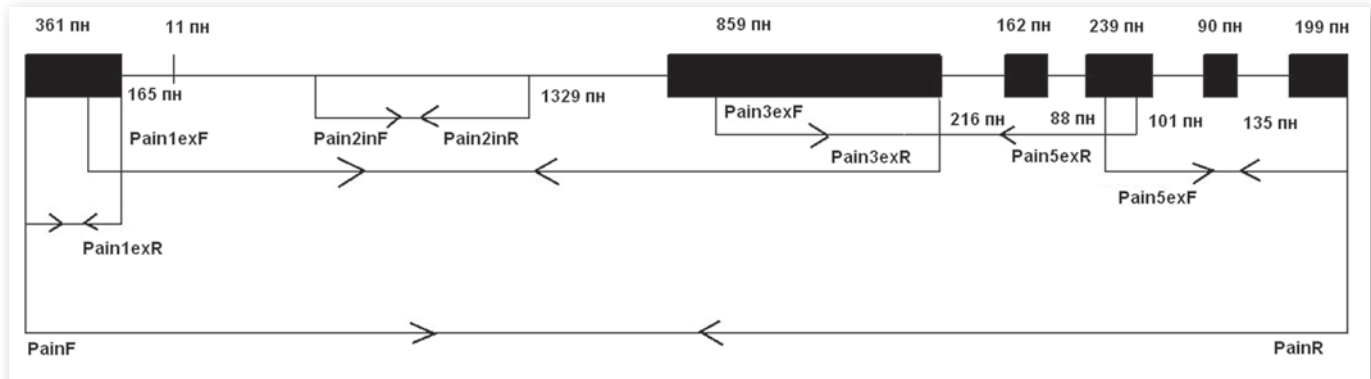 361 пн 11 пн 859 пн 162 пн 239 пн 90 пн 199 пн
165 пн 1329 пн
Pain1exF Pain2inF Pain2inR Pain3exF 216 пн 88 пн 101 пн 135 пн
Pain3exR Pain5exR
Pain5exF
Pain1exR
PainF PainR